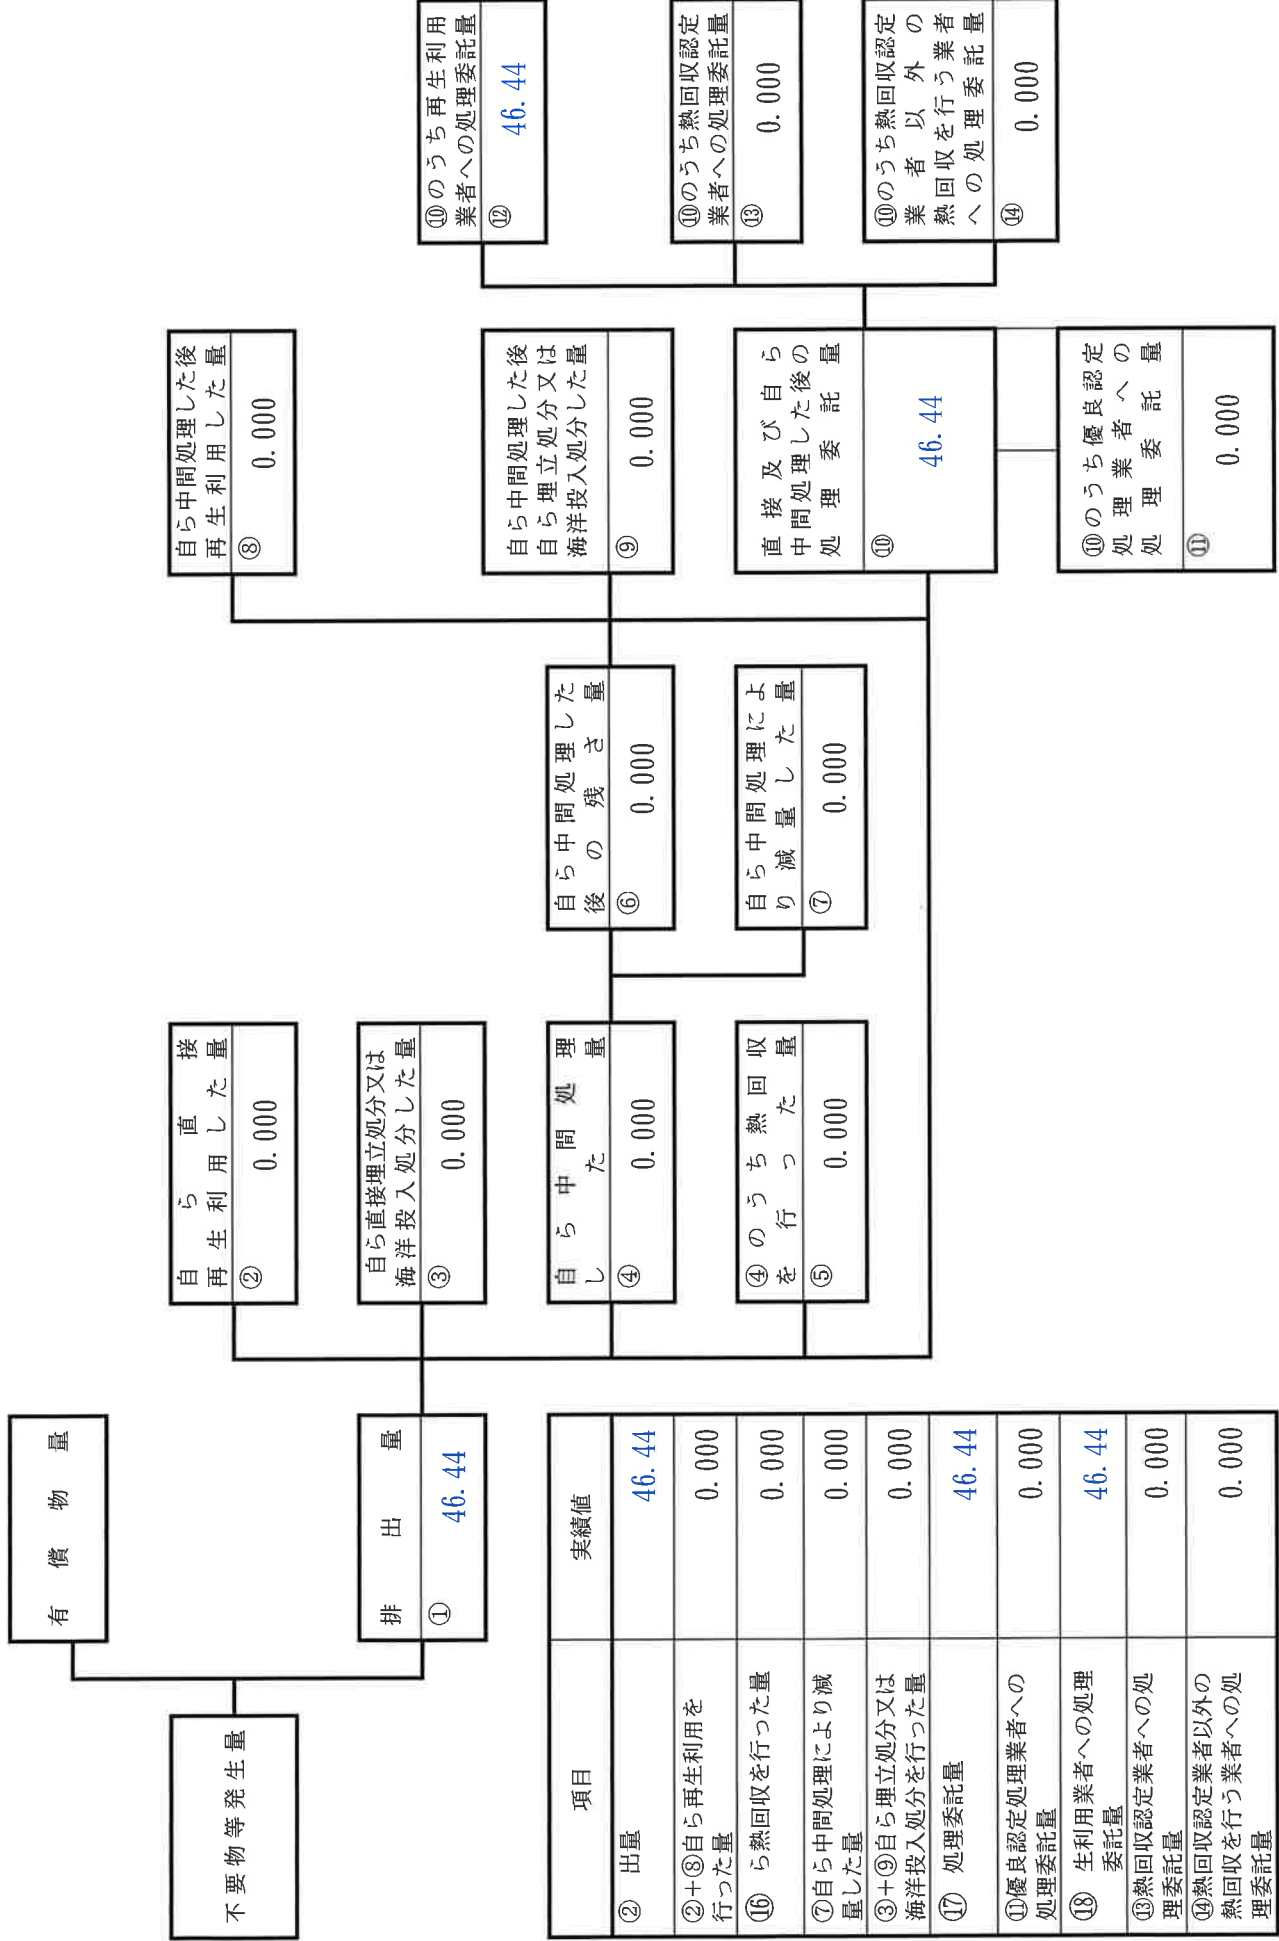 不要物等発生量
有償物量
排出量
① 46.44
自ら直接
再生利用した量
② 0.000
自ら直接埋立処分又は
海洋投入処分した量
③ 0.000
自ら中間処理
した量
④ 0.000
④のうち熱回収
を行った量
⑤ 0.000
自ら中間処理した
後の残さ量
⑥ 0.000
自ら中間処理によ
り減量した量
⑦ 0.000
自ら中間処理した後
再生利用した量
⑧ 0.000
自ら中間処理した後
自ら埋立処分又は
海洋投入処分した量
⑨ 0.000
直接及び自ら
中間処理した後の
処理委託量
⑩ 46.44
⑩のうち優良認定
処理業者への
処理委託量
⑪ 0.000
⑩のうち再生利用
業者への処理委託量
⑫ 46.44
⑩のうち熱回収認定
業者への処理委託量
⑬ 0.000
⑩のうち熱回収認定
業者以外の
熱回収を行う業者
への処理委託量
⑭ 0.000
項目 実績値
② 出量 46.44
②+⑧自ら再生利用を
行った量 0.000
⑯ ら熱回収を行った量 0.000
⑦自ら中間処理により減
量した量 0.000
③+⑨自ら埋立処分又は
海洋投入処分を行った量 0.000
⑰ 処理委託量 46.44
⑪優良認定処理業者への
処理委託量 0.000
⑱ 生利用業者への処理
委託量 46.44
⑬熱回収認定業者への処
理委託量 0.000
⑭熱回収認定業者以外の
熱回収を行う業者への処
理委託量 0.000